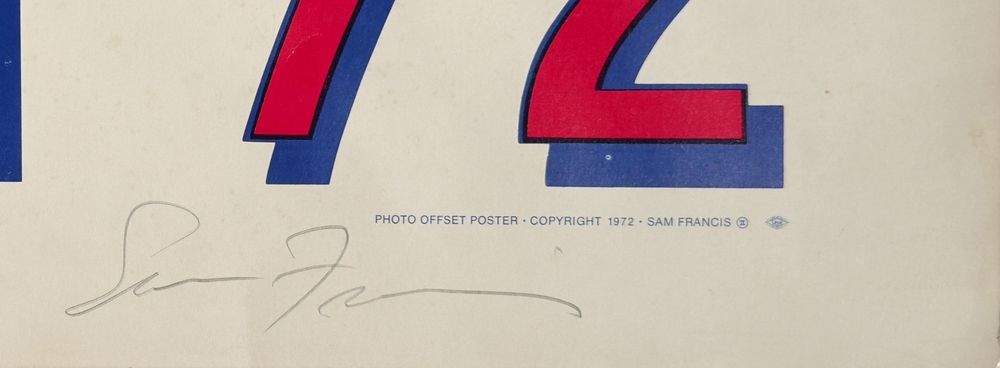 72
PHOTO OFFSET POSTER · COPYRIGHT 1972 · SAM FRANCIS
Sam Francis